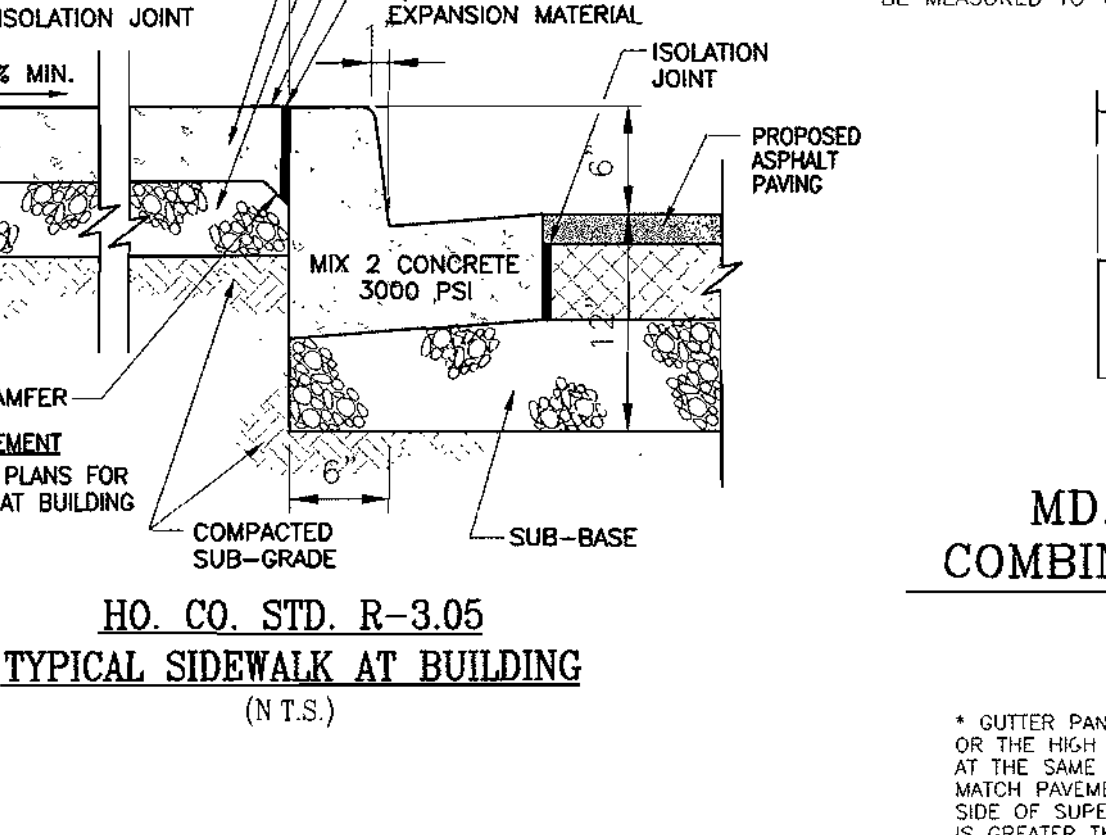 ISOLATION JOINT
EXPANSION MATERIAL
BE MEASURED TO
% MIN.
1"
ISOLATION
JOINT
6"
PROPOSED
ASPHALT
PAVING
MIX 2 CONCRETE
3000 PSI
12"
AMFER
EMENT
PLANS FOR
AT BUILDING
6"
COMPACTED
SUB-GRADE
SUB-BASE
HO. CO. STD. R-3.05
TYPICAL SIDEWALK AT BUILDING
(N T.S.)
MD.
COMBIN
* GUTTER PAN
OR THE HIGH
AT THE SAME
MATCH PAVEME
SIDE OF SUPE
IS GREATER TH